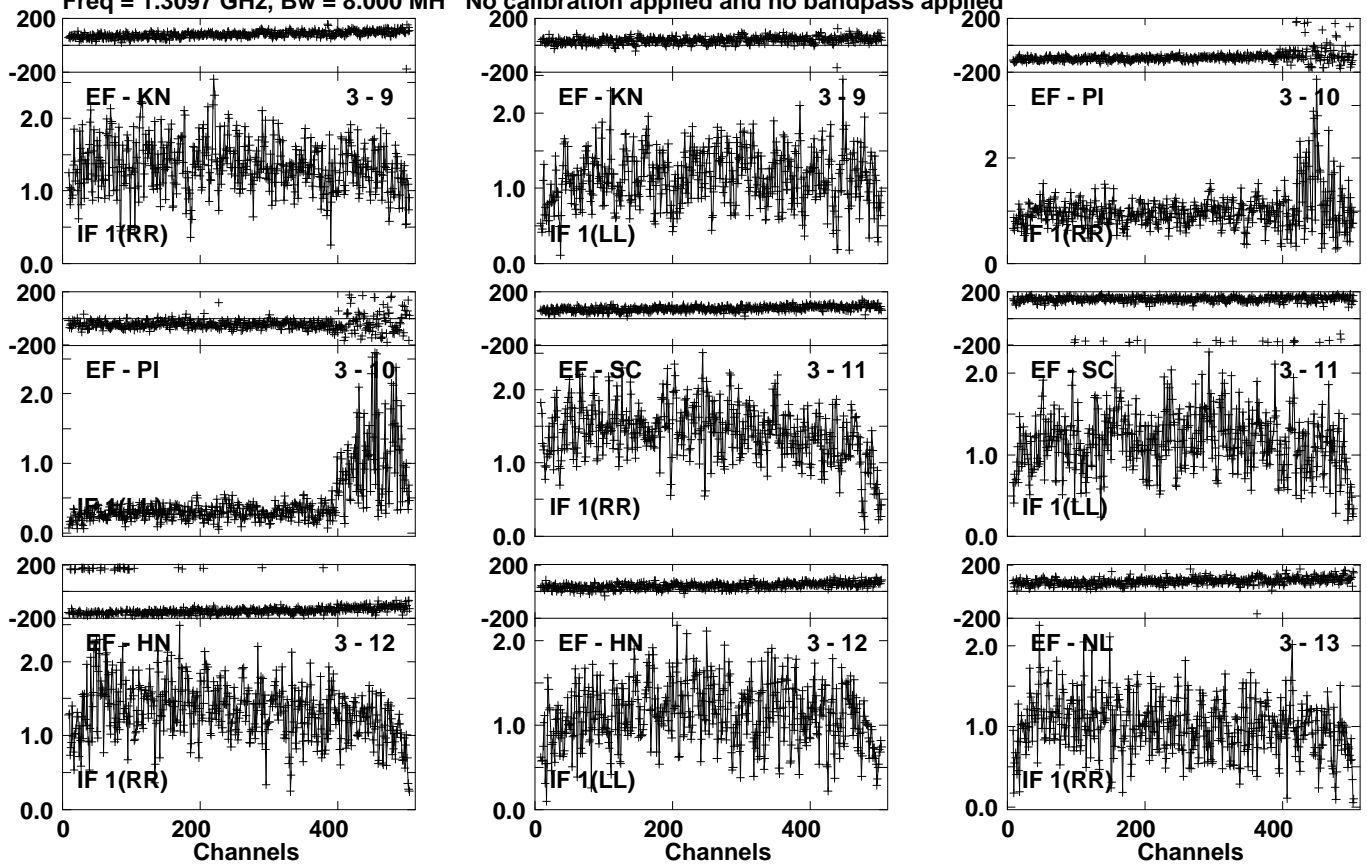 Freq = 1.3097 GHz, Bw = 8.000 MH No calibration applied and no bandpass applied
200 200 200
-200 -200 -200
EF - KN 3 - 9 EF - KN 3 - 9 EF - PI 3 - 10
2.0 2.0 2
1.0 1.0
IF 1(RR) IF 1(LL) IF 1(RR)
0.0 0.0 0
200 200 200
-200 -200 -200
EF - PI 3 - 10 EF - SC 3 - 11 EF - SC 3 - 11
2.0 2.0 2.0
1.0 1.0 1.0
IF 1(LL) IF 1(RR) IF 1(LL)
0.0 0.0 0.0
200 200 200
-200 -200 -200
EF - HN 3 - 12 EF - HN 3 - 12 EF - NL 3 - 13
2.0 2.0 2.0
1.0 1.0 1.0
IF 1(RR) IF 1(LL) IF 1(RR)
0.0 0.0 0.0
0 200 400 0 200 400 0 200 400
Channels Channels Channels